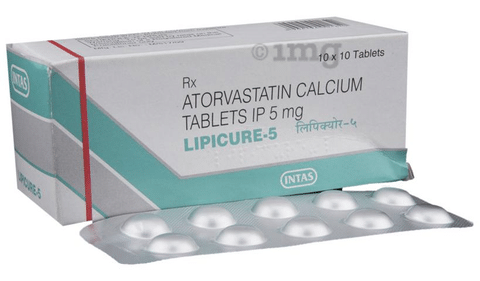 1mg
10 x 10 Tablets
Rx
ATORVASTATIN CALCIUM
TABLETS IP 5 mg
LIPICURE-5
लिपिक्योर-५
INTAS
INTAS
LIPICURE-5